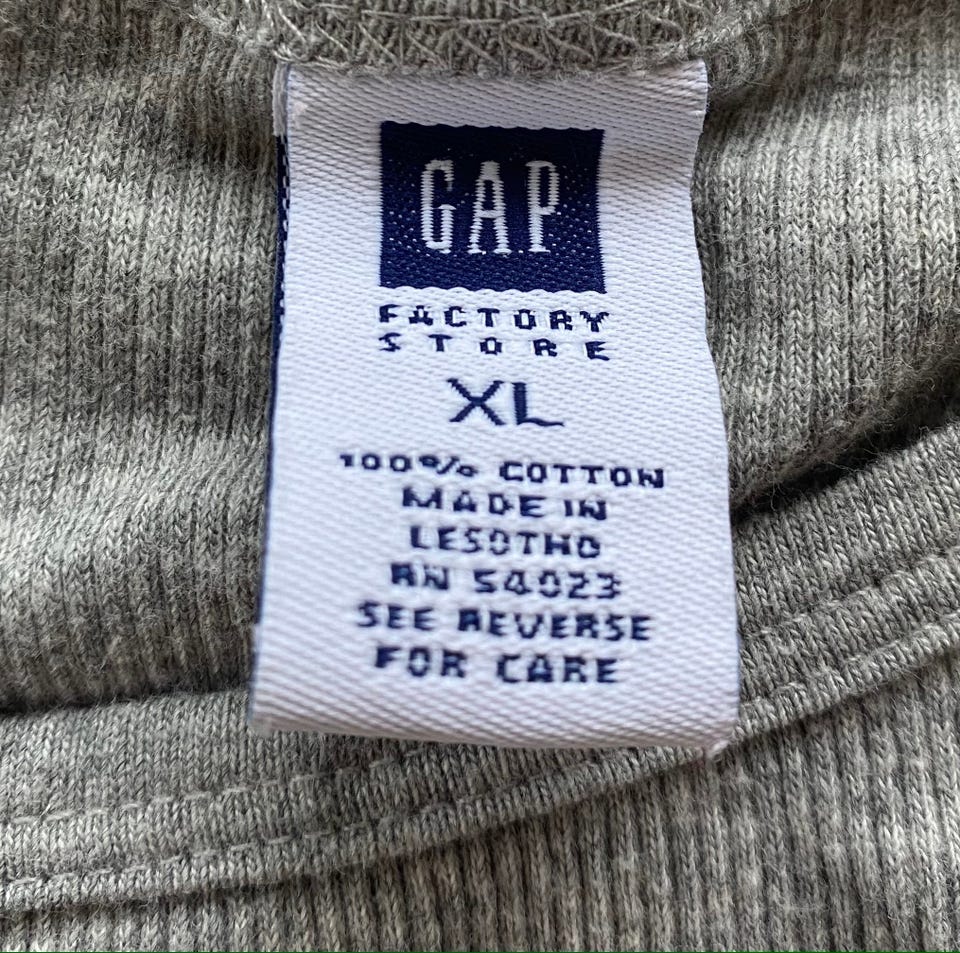 GAP
FACTORY
STORE
XL
100% COTTON
MADE IN
LESOTHO
RN 54023
SEE REVERSE
FOR CARE